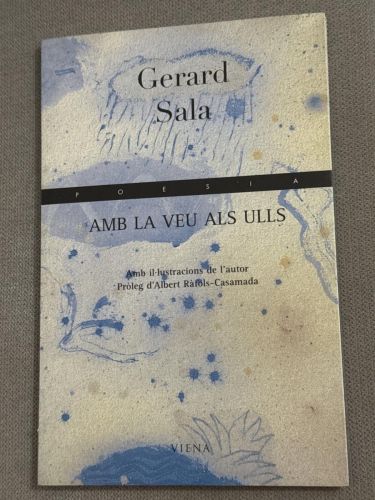 Gerard
Sala
POESIA
AMB LA VEU ALS ULLS
Amb il·lustracions de l'autor
Pròleg d'Albert Ràfols-Casamada
VIENA